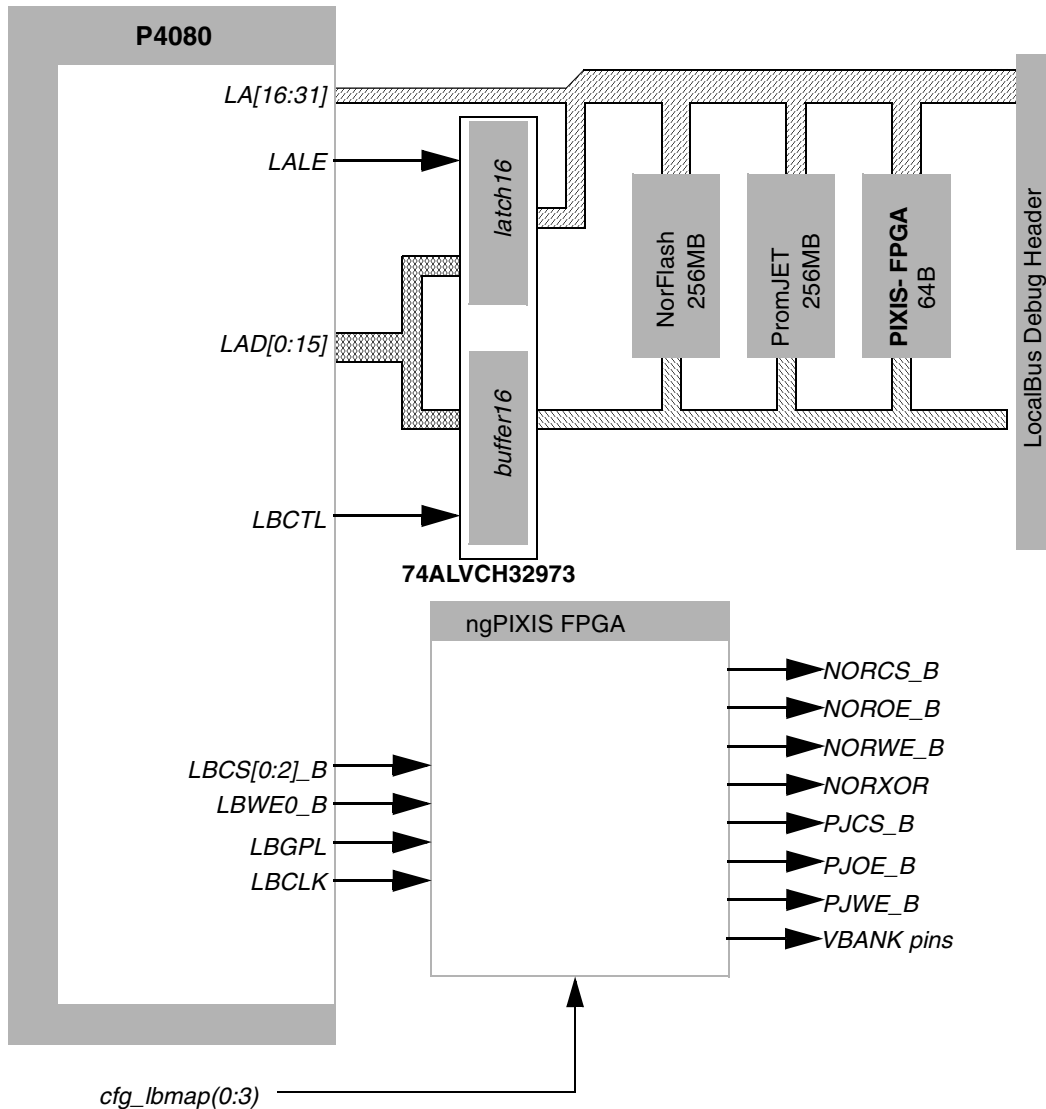 P4080
LA[16:31]
LALE
latch16
LAD[0:15]
buffer16
LBCTL
74ALVCH32973
NorFlash
256MB
PromJET
256MB
PIXIS- FPGA
64B
LocalBus Debug Header
ngPIXIS FPGA
LBCS[0:2]_B
LBWE0_B
LBGPL
LBCLK
NORCS_B
NOROE_B
NORWE_B
NORXOR
PJCS_B
PJOE_B
PJWE_B
VBANK pins
cfg_lbmap(0:3)